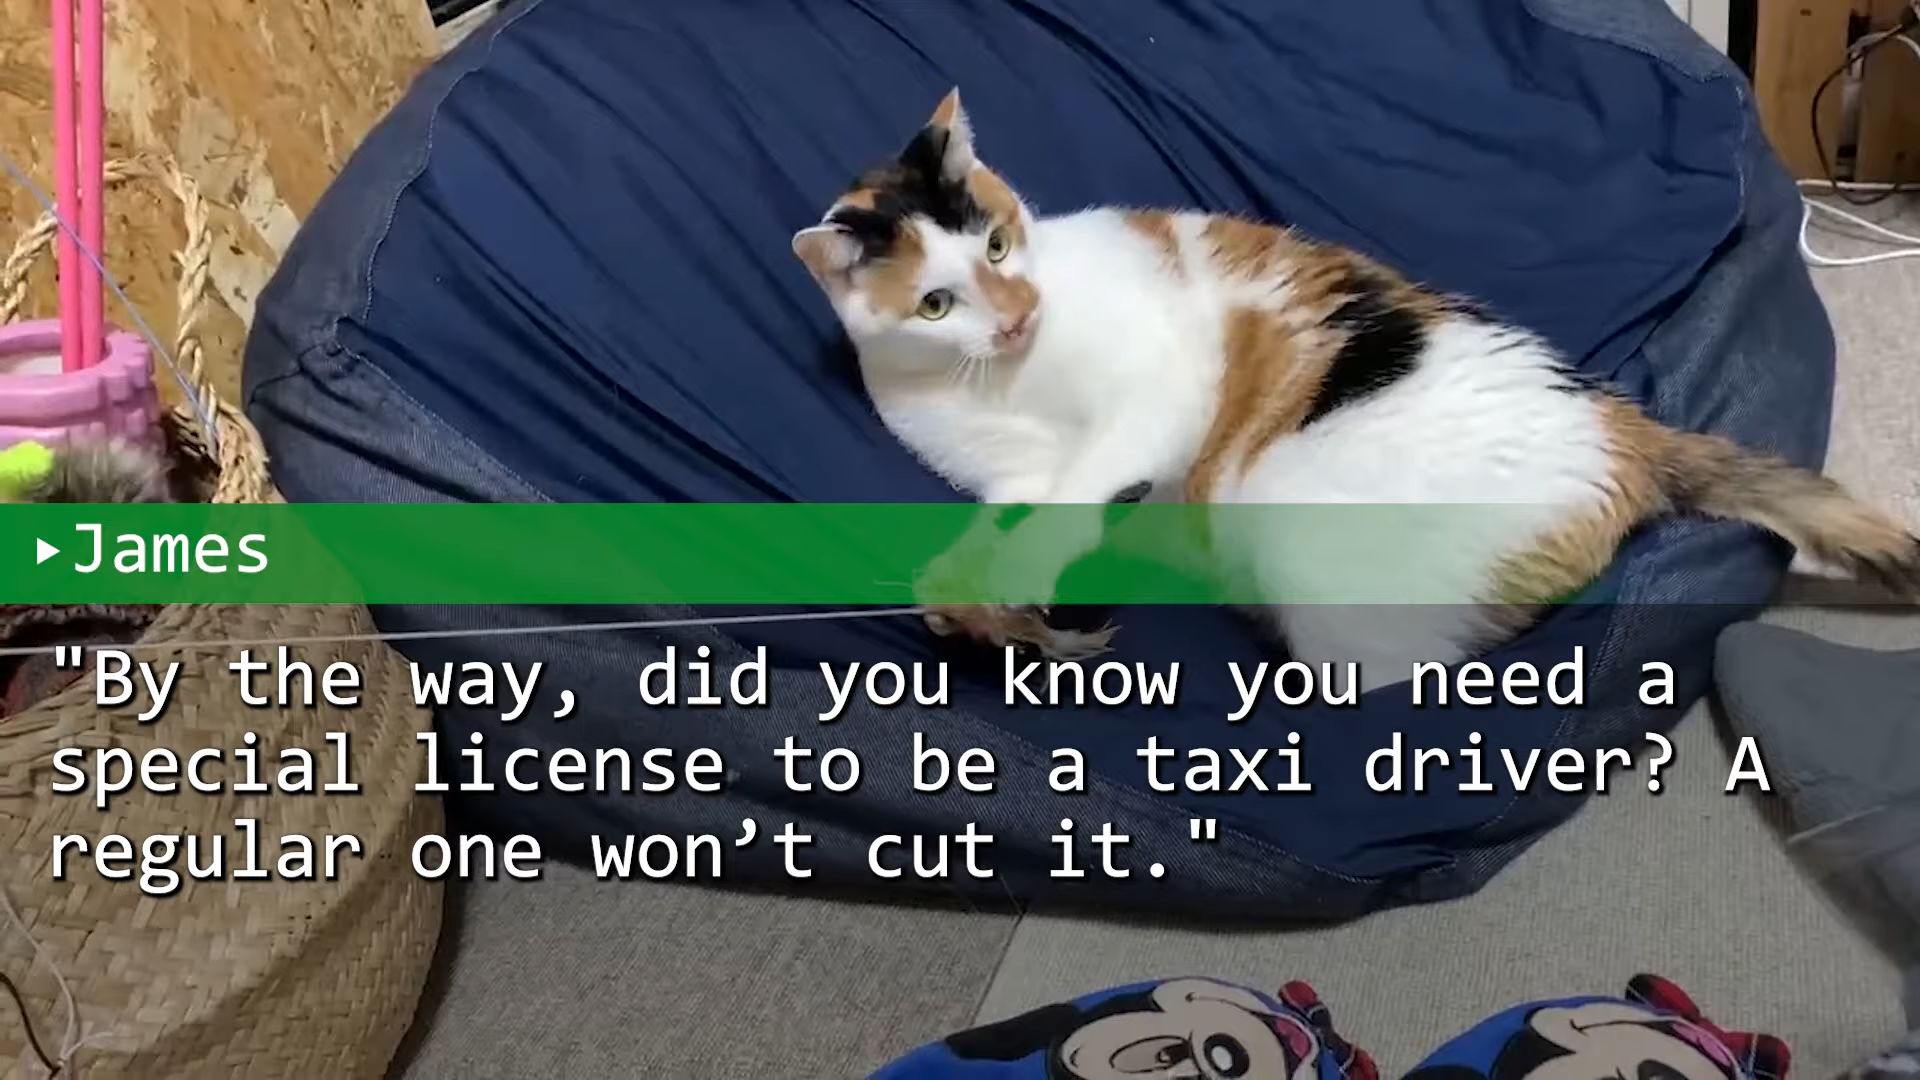 ▶James
"By the way, did you know you need a
special license to be a taxi driver? A
regular one won’t cut it."